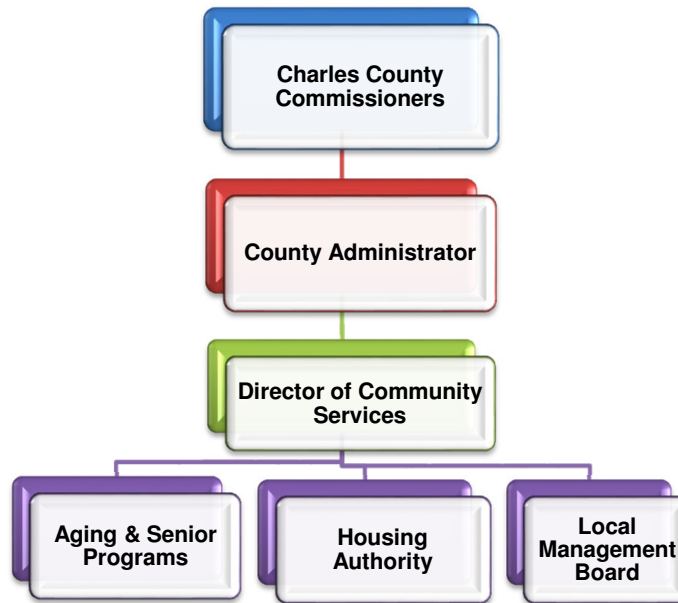 Charles County
Commissioners
County Administrator
Director of Community
Services
Aging & Senior
Programs
Housing
Authority
Local
Management
Board